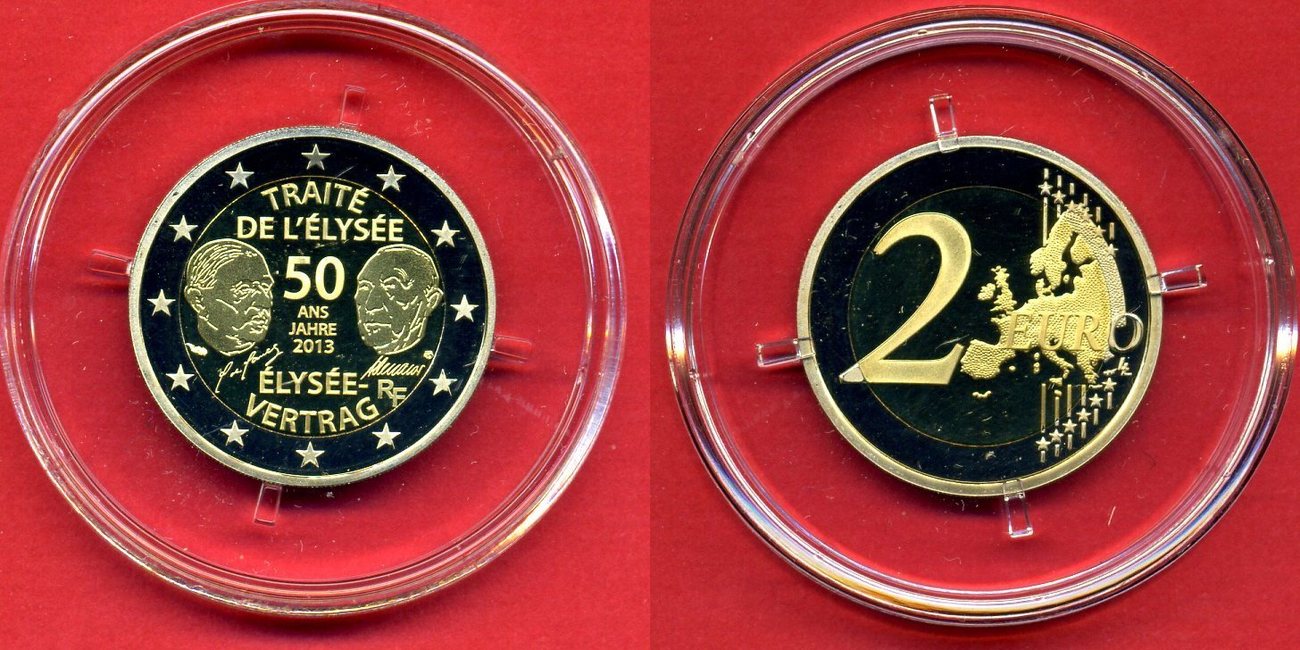 TRAITÉ
DE L'ÉLYSÉE
50
ANS
JAHRE
2013
ÉLYSÉE-
VERTRAG
RF
2 EURO